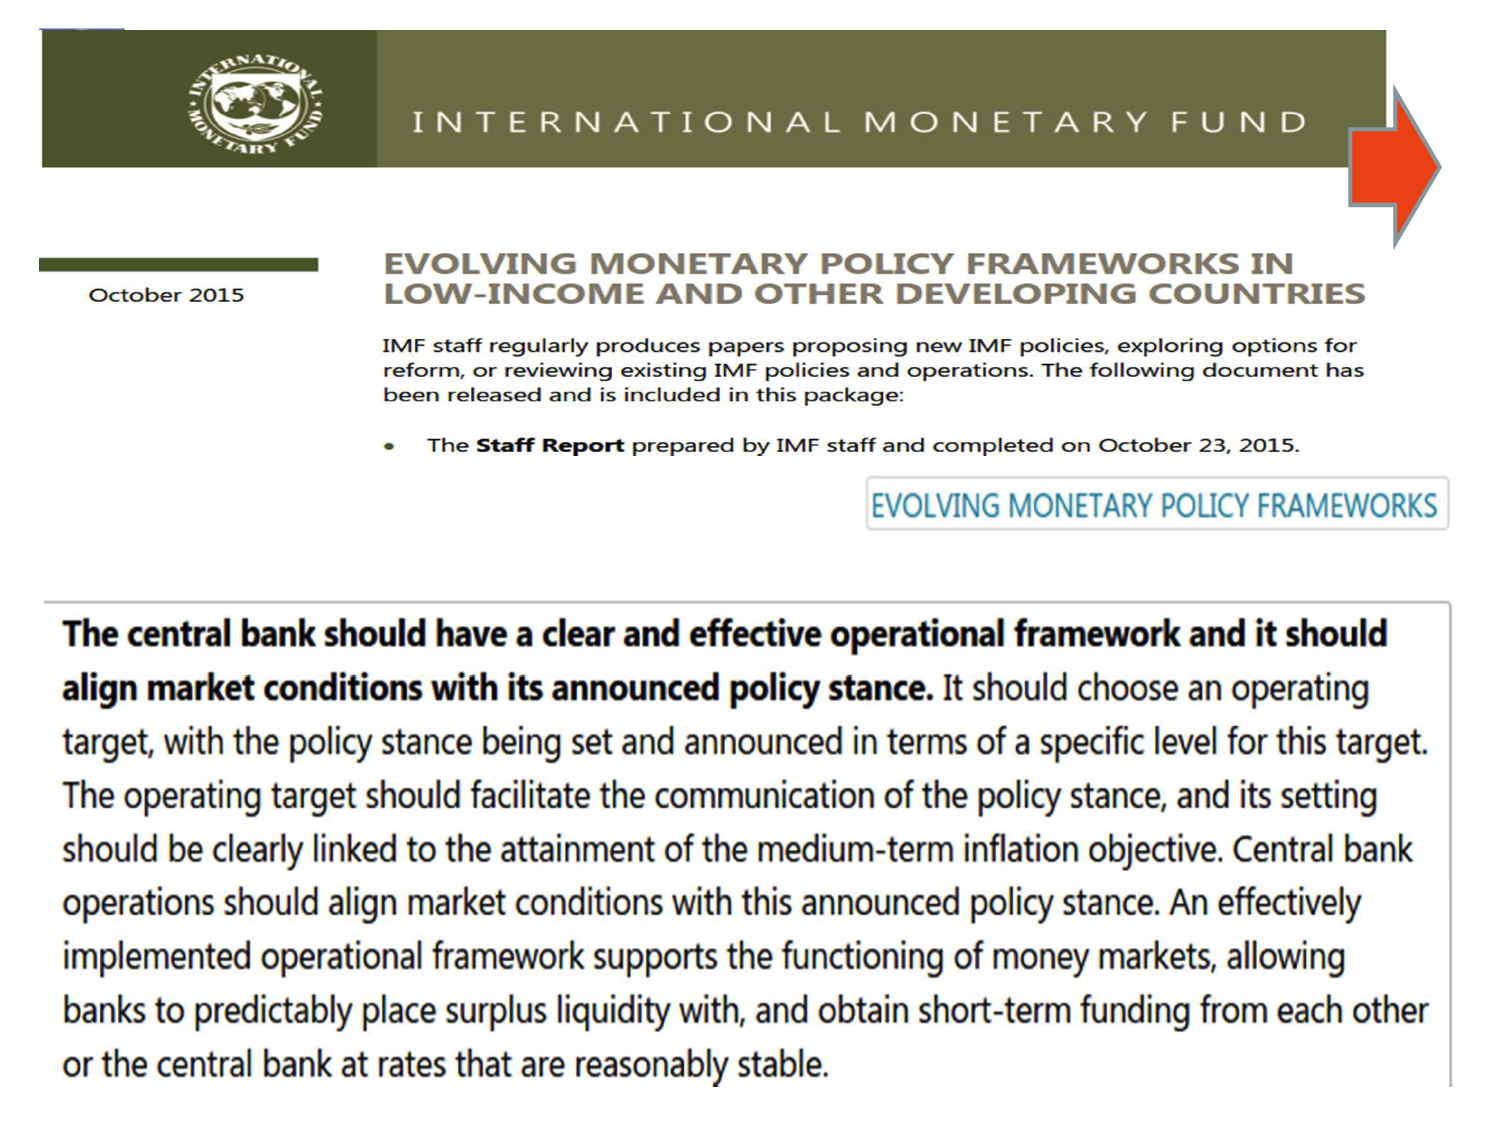 INTERNATIONAL MONETARY FUND
INTERNATIONAL MONETARY FUND
October 2015
EVOLVING MONETARY POLICY FRAMEWORKS IN
LOW-INCOME AND OTHER DEVELOPING COUNTRIES
IMF staff regularly produces papers proposing new IMF policies, exploring options for
reform, or reviewing existing IMF policies and operations. The following document has
been released and is included in this package:
• The Staff Report prepared by IMF staff and completed on October 23, 2015.
EVOLVING MONETARY POLICY FRAMEWORKS
The central bank should have a clear and effective operational framework and it should
align market conditions with its announced policy stance. It should choose an operating
target, with the policy stance being set and announced in terms of a specific level for this target.
The operating target should facilitate the communication of the policy stance, and its setting
should be clearly linked to the attainment of the medium-term inflation objective. Central bank
operations should align market conditions with this announced policy stance. An effectively
implemented operational framework supports the functioning of money markets, allowing
banks to predictably place surplus liquidity with, and obtain short-term funding from each other
or the central bank at rates that are reasonably stable.